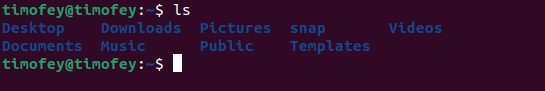 timofey@timofey:~$ ls
Desktop Downloads Pictures snap Videos
Documents Music Public Templates
timofey@timofey:~$